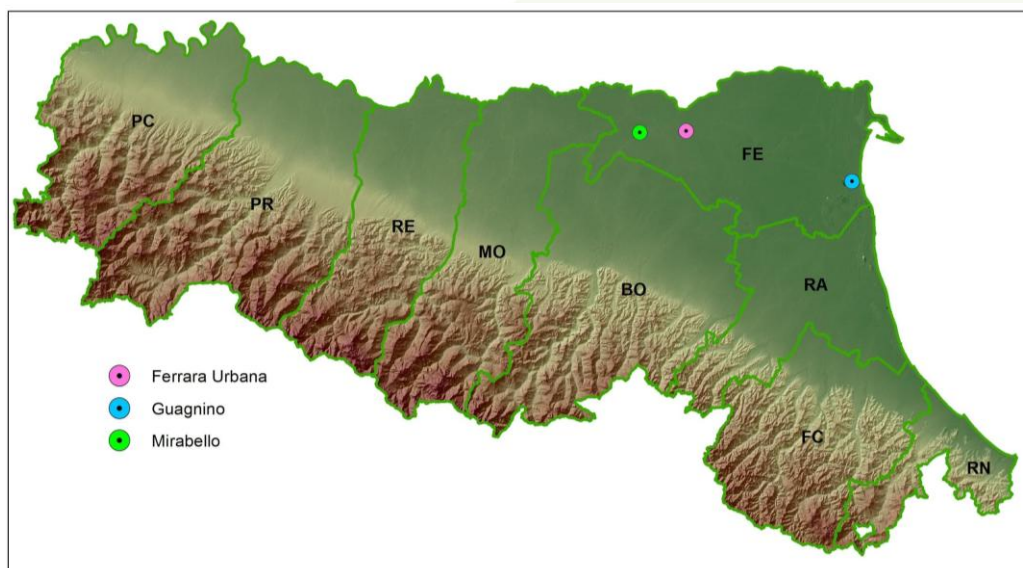 PC
PR
RE
MO
BO
FE
RA
FC
RN
Ferrara Urbana
Guagnino
Mirabello